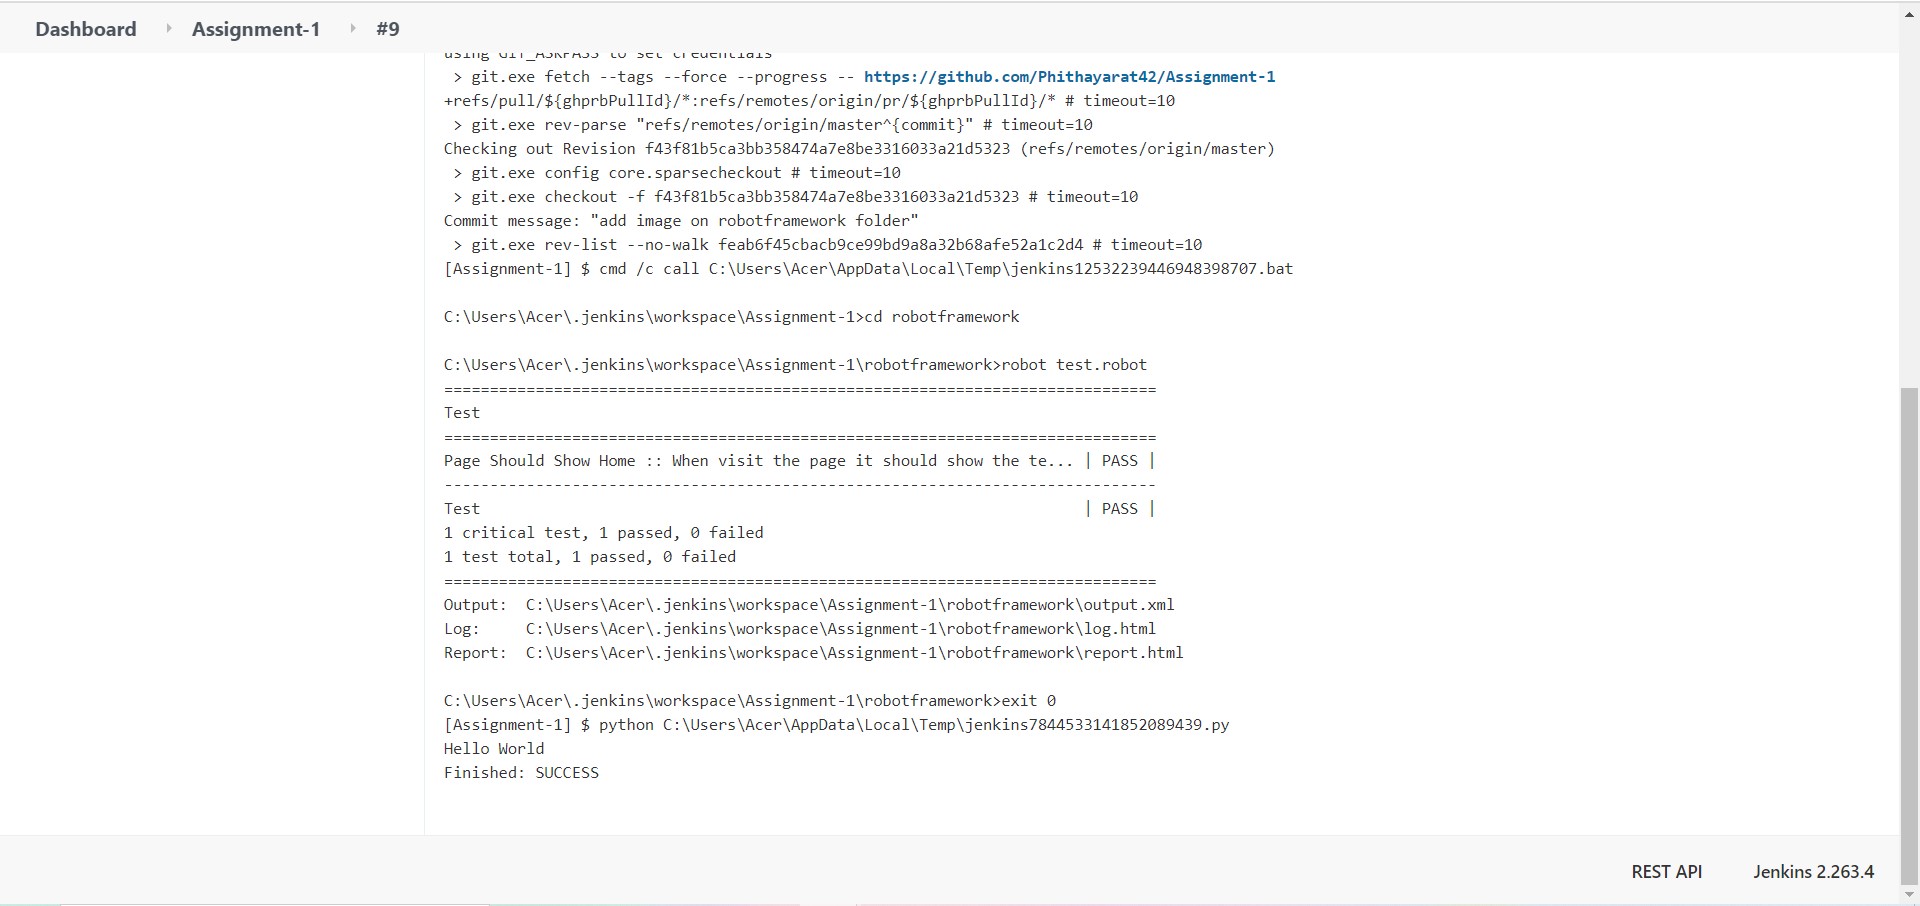 Dashboard Assignment-1 #9
using GIT_ASKPASS to set credentials
 > git.exe fetch --tags --force --progress -- https://github.com/Phithayarat42/Assignment-1
+refs/pull/${ghprbPullId}/*:refs/remotes/origin/pr/${ghprbPullId}/* # timeout=10
 > git.exe rev-parse "refs/remotes/origin/master^{commit}" # timeout=10
Checking out Revision f43f81b5ca3bb358474a7e8be3316033a21d5323 (refs/remotes/origin/master)
 > git.exe config core.sparsecheckout # timeout=10
 > git.exe checkout -f f43f81b5ca3bb358474a7e8be3316033a21d5323 # timeout=10
Commit message: "add image on robotframework folder"
 > git.exe rev-list --no-walk feab6f45cbacb9ce99bd9a8a32b68afe52a1c2d4 # timeout=10
[Assignment-1] $ cmd /c call C:\Users\Acer\AppData\Local\Temp\jenkins12532239446948398707.bat
C:\Users\Acer\.jenkins\workspace\Assignment-1>cd robotframework
C:\Users\Acer\.jenkins\workspace\Assignment-1\robotframework>robot test.robot
==============================================================================
Test
==============================================================================
Page Should Show Home :: When visit the page it should show the te... | PASS |
------------------------------------------------------------------------------
Test                                                                  | PASS |
1 critical test, 1 passed, 0 failed
1 test total, 1 passed, 0 failed
==============================================================================
Output:  C:\Users\Acer\.jenkins\workspace\Assignment-1\robotframework\output.xml
Log:     C:\Users\Acer\.jenkins\workspace\Assignment-1\robotframework\log.html
Report:  C:\Users\Acer\.jenkins\workspace\Assignment-1\robotframework\report.html
C:\Users\Acer\.jenkins\workspace\Assignment-1\robotframework>exit 0
[Assignment-1] $ python C:\Users\Acer\AppData\Local\Temp\jenkins7844533141852089439.py
Hello World
Finished: SUCCESS
REST API Jenkins 2.263.4